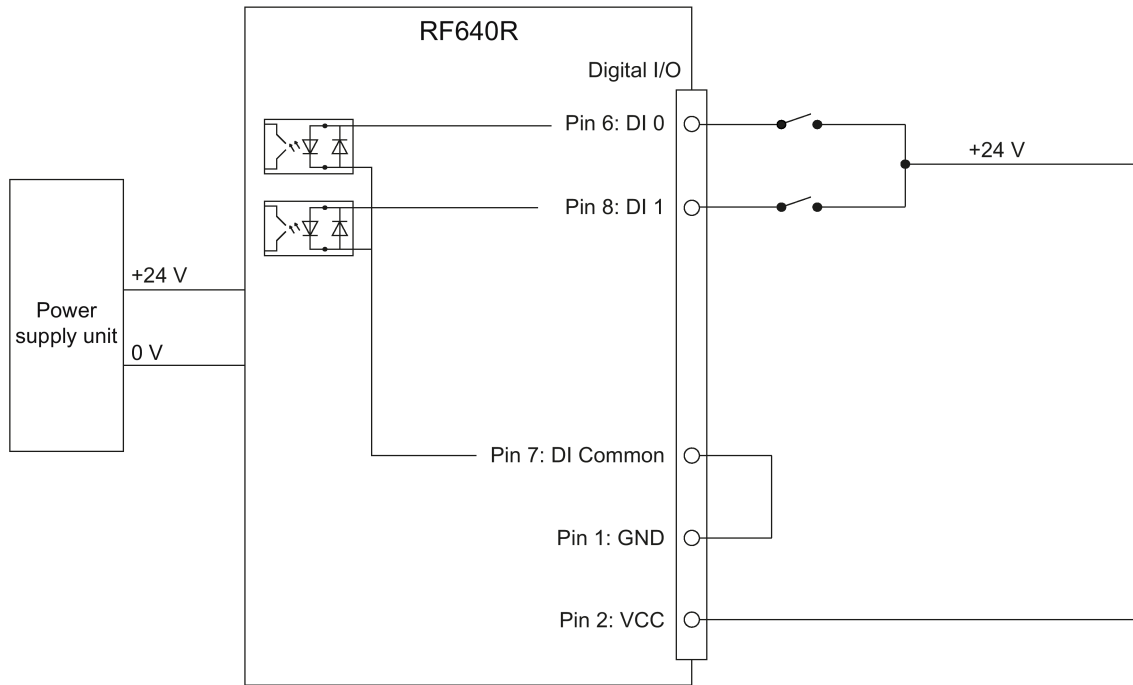 RF640R
Digital I/O
Pin 6: DI 0
+24 V
Pin 8: DI 1
+24 V
Power
supply unit
0 V
Pin 7: DI Common
Pin 1: GND
Pin 2: VCC